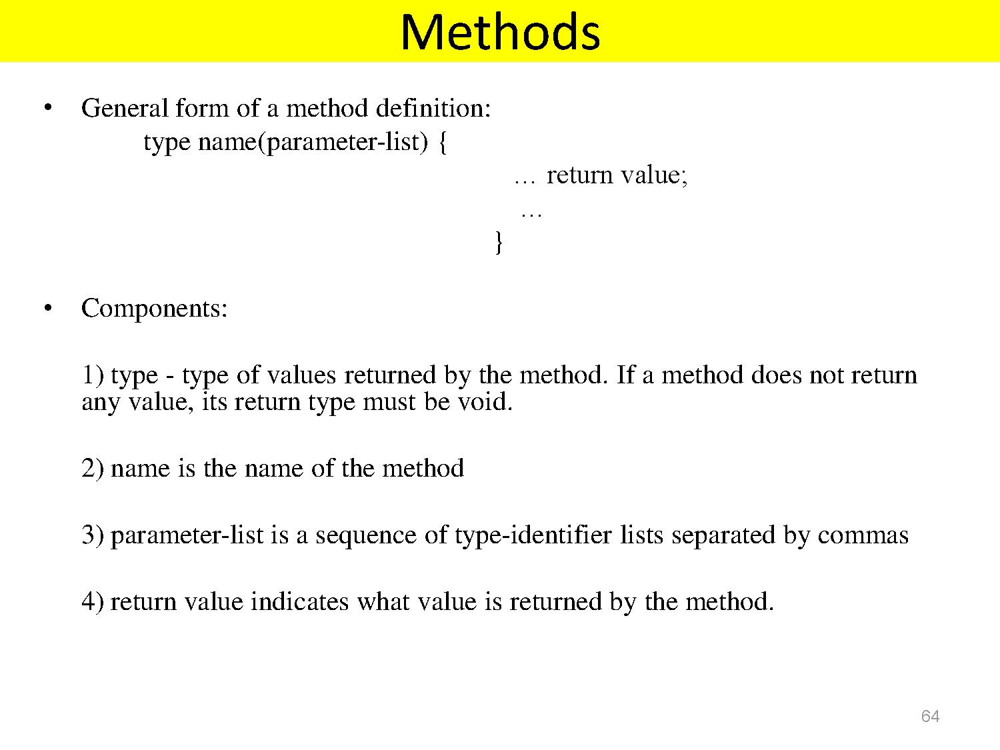 Methods
• General form of a method definition:
type name(parameter-list) {
… return value;
…
}
• Components:
1) type - type of values returned by the method. If a method does not return
any value, its return type must be void.
2) name is the name of the method
3) parameter-list is a sequence of type-identifier lists separated by commas
4) return value indicates what value is returned by the method.
64